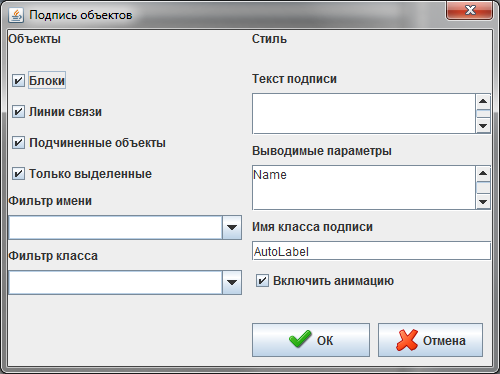 Подпись объектов
Объекты
Блоки
Линии связи
Подчиненные объекты
Только выделенные
Фильтр имени
Фильтр класса
Стиль
Текст подписи
Выводимые параметры
Name
Имя класса подписи
AutoLabel
Включить анимацию
ОК
Отмена